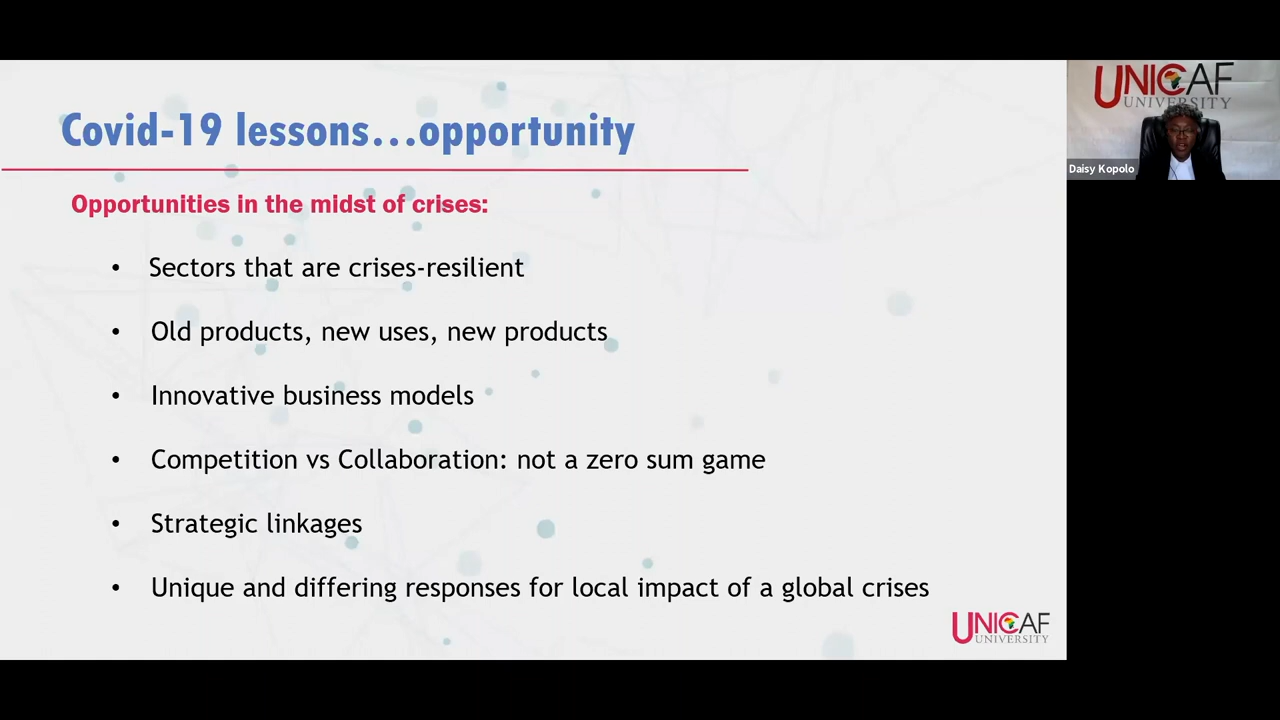 Covid-19 lessons...opportunity
Opportunities in the midst of crises:
• Sectors that are crises-resilient
• Old products, new uses, new products
• Innovative business models
• Competition vs Collaboration: not a zero sum game
• Strategic linkages
• Unique and differing responses for local impact of a global crises
UNICAF
UNIVERSITY
UNICAF
UNIVERSITY
Daisy Kopolo